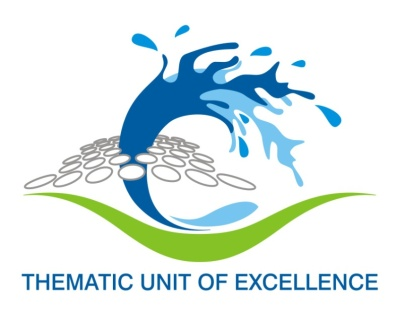 THEMATIC UNIT OF EXCELLENCE